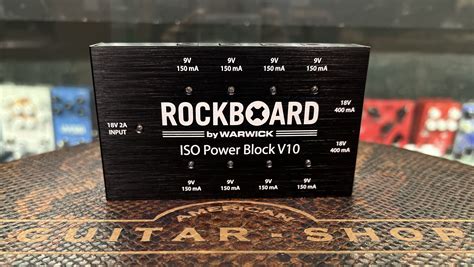 9V 9V 9V 9V
150 mA 150 mA 150 mA 150 mA
18V
400 mA
18V 2A
INPUT
ROCKBOARD
by WARWICK
ISO Power Block V10
18V
400 mA
9V 9V 9V 9V
150 mA 150 mA 150 mA 150 mA
AMERICAN
GUITAR-SHOP